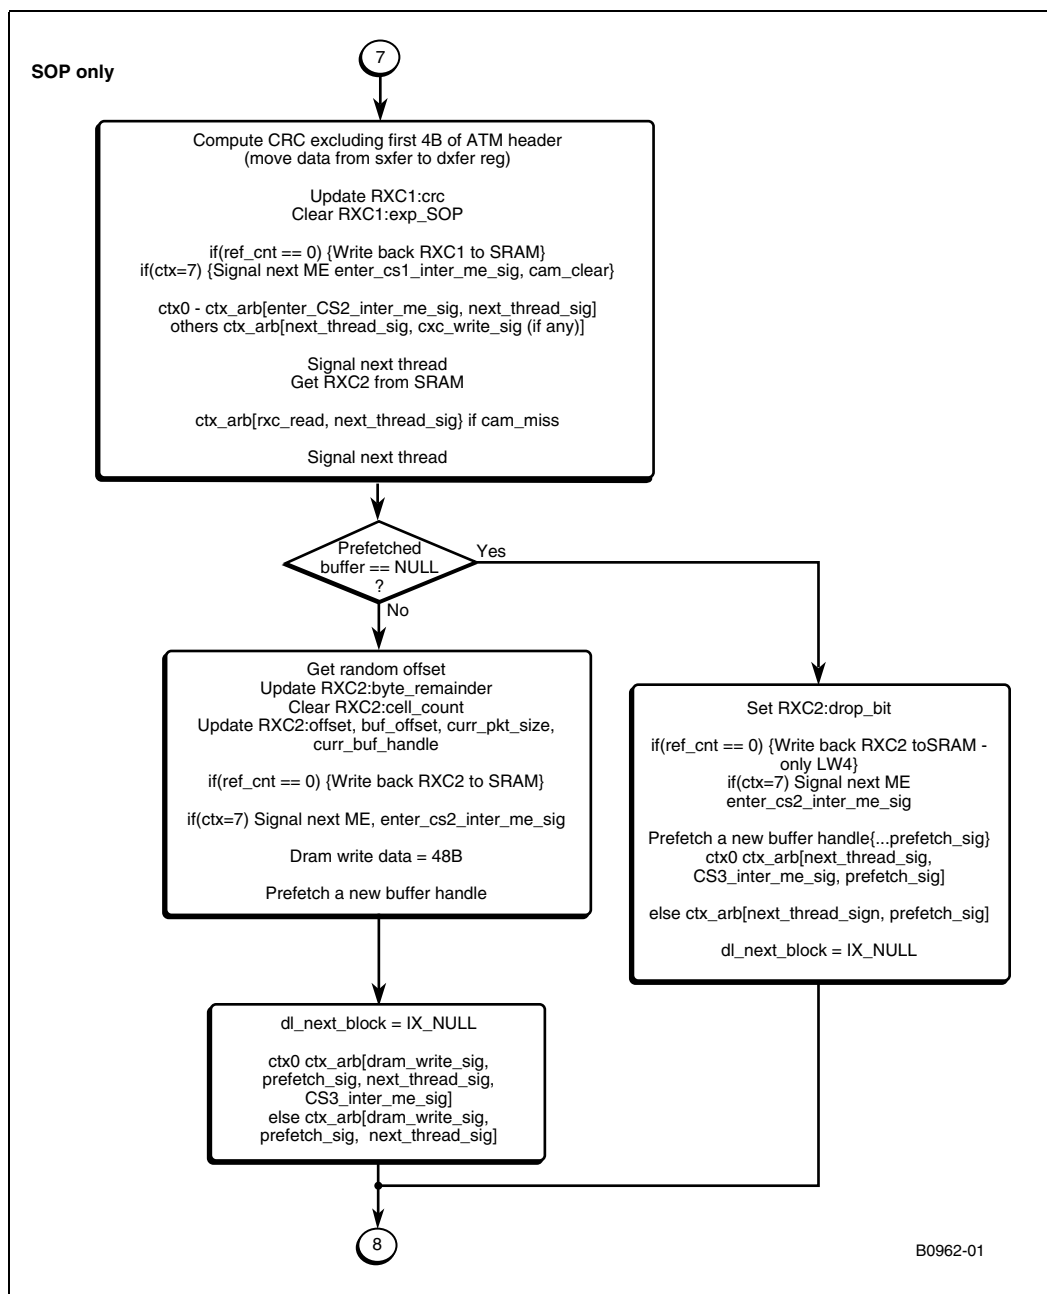 7
SOP only
Compute CRC excluding first 4B of ATM header
(move data from sxfer to dxfer reg)
Update RXC1:crc
Clear RXC1:exp_SOP
if(ref_cnt == 0) {Write back RXC1 to SRAM}
if(ctx=7) {Signal next ME enter_cs1_inter_me_sig, cam_clear}
ctx0 - ctx_arb[enter_CS2_inter_me_sig, next_thread_sig]
others ctx_arb[next_thread_sig, cxc_write_sig (if any)]
Signal next thread
Get RXC2 from SRAM
ctx_arb[rxc_read, next_thread_sig} if cam_miss
Signal next thread
Prefetched
buffer == NULL
?
Yes
No
Get random offset
Update RXC2:byte_remainder
Clear RXC2:cell_count
Update RXC2:offset, buf_offset, curr_pkt_size,
curr_buf_handle
if(ref_cnt == 0) {Write back RXC2 to SRAM}
if(ctx=7) Signal next ME, enter_cs2_inter_me_sig
Dram write data = 48B
Prefetch a new buffer handle
Set RXC2:drop_bit
if(ref_cnt == 0) {Write back RXC2 toSRAM -
only LW4}
if(ctx=7) Signal next ME
enter_cs2_inter_me_sig
Prefetch a new buffer handle{...prefetch_sig}
ctx0 ctx_arb[next_thread_sig,
CS3_inter_me_sig, prefetch_sig]
else ctx_arb[next_thread_sign, prefetch_sig]
dl_next_block = IX_NULL
dl_next_block = IX_NULL
ctx0 ctx_arb[dram_write_sig,
prefetch_sig, next_thread_sig,
CS3_inter_me_sig]
else ctx_arb[dram_write_sig,
prefetch_sig, next_thread_sig]
8
B0962-01